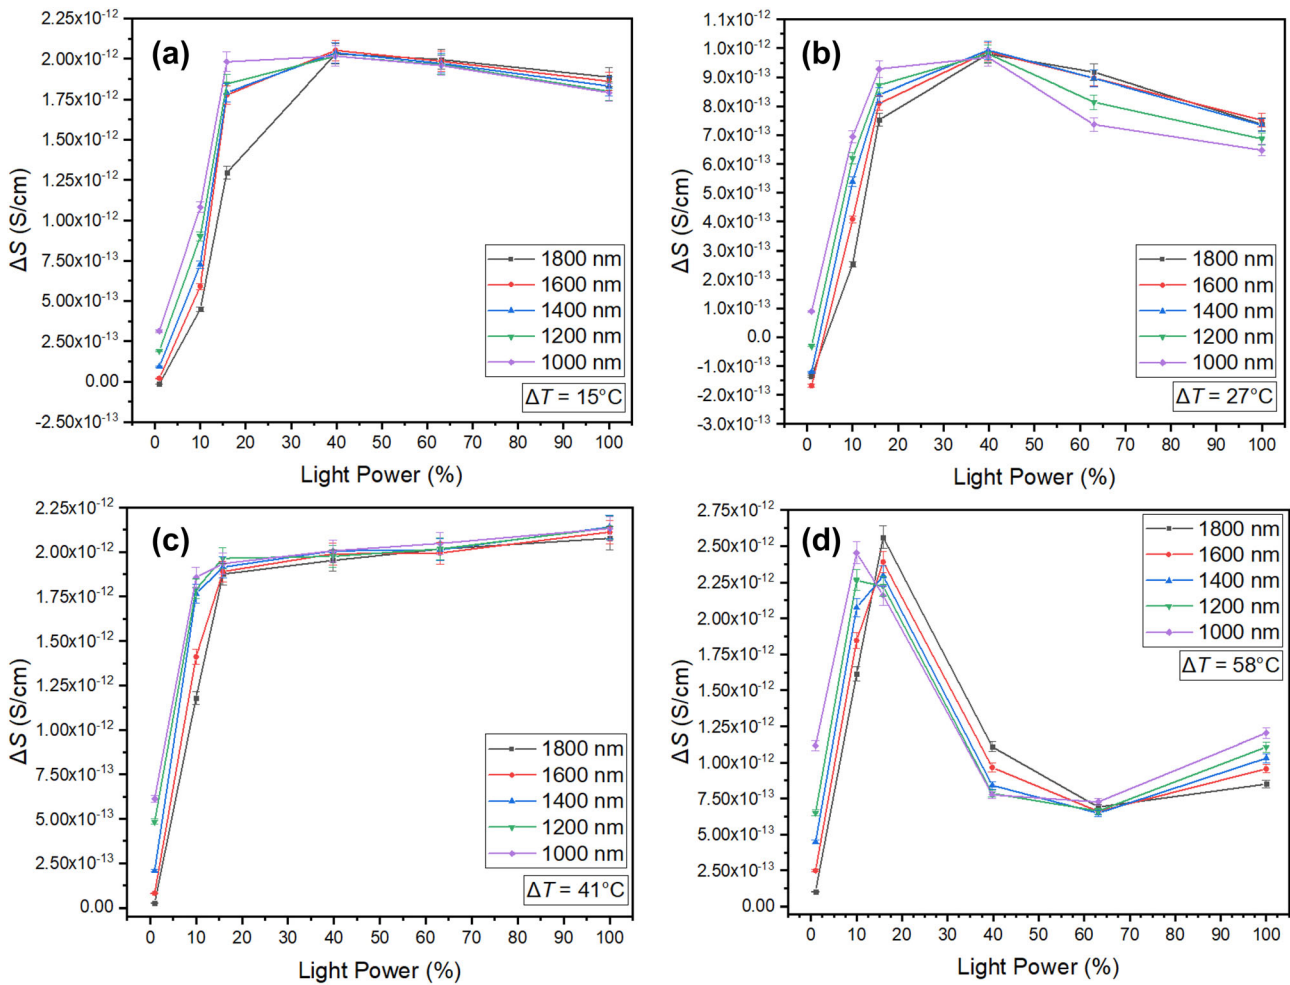 (a)
2.25x10⁻¹²
2.00x10⁻¹²
1.75x10⁻¹²
1.50x10⁻¹²
1.25x10⁻¹²
1.00x10⁻¹²
7.50x10⁻¹³
5.00x10⁻¹³
2.50x10⁻¹³
0.00
-2.50x10⁻¹³
ΔS (S/cm)
1800 nm
1600 nm
1400 nm
1200 nm
1000 nm
ΔT = 15°C
0 10 20 30 40 50 60 70 80 90 100
Light Power (%)
(b)
1.1x10⁻¹²
1.0x10⁻¹²
9.0x10⁻¹³
8.0x10⁻¹³
7.0x10⁻¹³
6.0x10⁻¹³
5.0x10⁻¹³
4.0x10⁻¹³
3.0x10⁻¹³
2.0x10⁻¹³
1.0x10⁻¹³
0.0
-1.0x10⁻¹³
-2.0x10⁻¹³
-3.0x10⁻¹³
ΔS (S/cm)
1800 nm
1600 nm
1400 nm
1200 nm
1000 nm
ΔT = 27°C
0 10 20 30 40 50 60 70 80 90 100
Light Power (%)
(c)
2.25x10⁻¹²
2.00x10⁻¹²
1.75x10⁻¹²
1.50x10⁻¹²
1.25x10⁻¹²
1.00x10⁻¹²
7.50x10⁻¹³
5.00x10⁻¹³
2.50x10⁻¹³
0.00
ΔS (S/cm)
1800 nm
1600 nm
1400 nm
1200 nm
1000 nm
ΔT = 41°C
0 10 20 30 40 50 60 70 80 90 100
Light Power (%)
(d)
2.75x10⁻¹²
2.50x10⁻¹²
2.25x10⁻¹²
2.00x10⁻¹²
1.75x10⁻¹²
1.50x10⁻¹²
1.25x10⁻¹²
1.00x10⁻¹²
7.50x10⁻¹³
5.00x10⁻¹³
2.50x10⁻¹³
0.00
ΔS (S/cm)
1800 nm
1600 nm
1400 nm
1200 nm
1000 nm
ΔT = 58°C
0 10 20 30 40 50 60 70 80 90 100
Light Power (%)